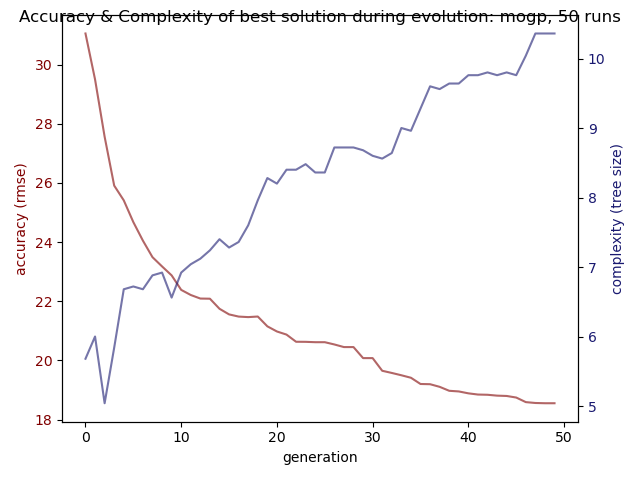 Accuracy & Complexity of best solution during evolution: mogp, 50 runs
30
28
26
24
22
20
18
accuracy (rmse)
10
9
8
7
6
5
complexity (tree size)
0 10 20 30 40 50
generation